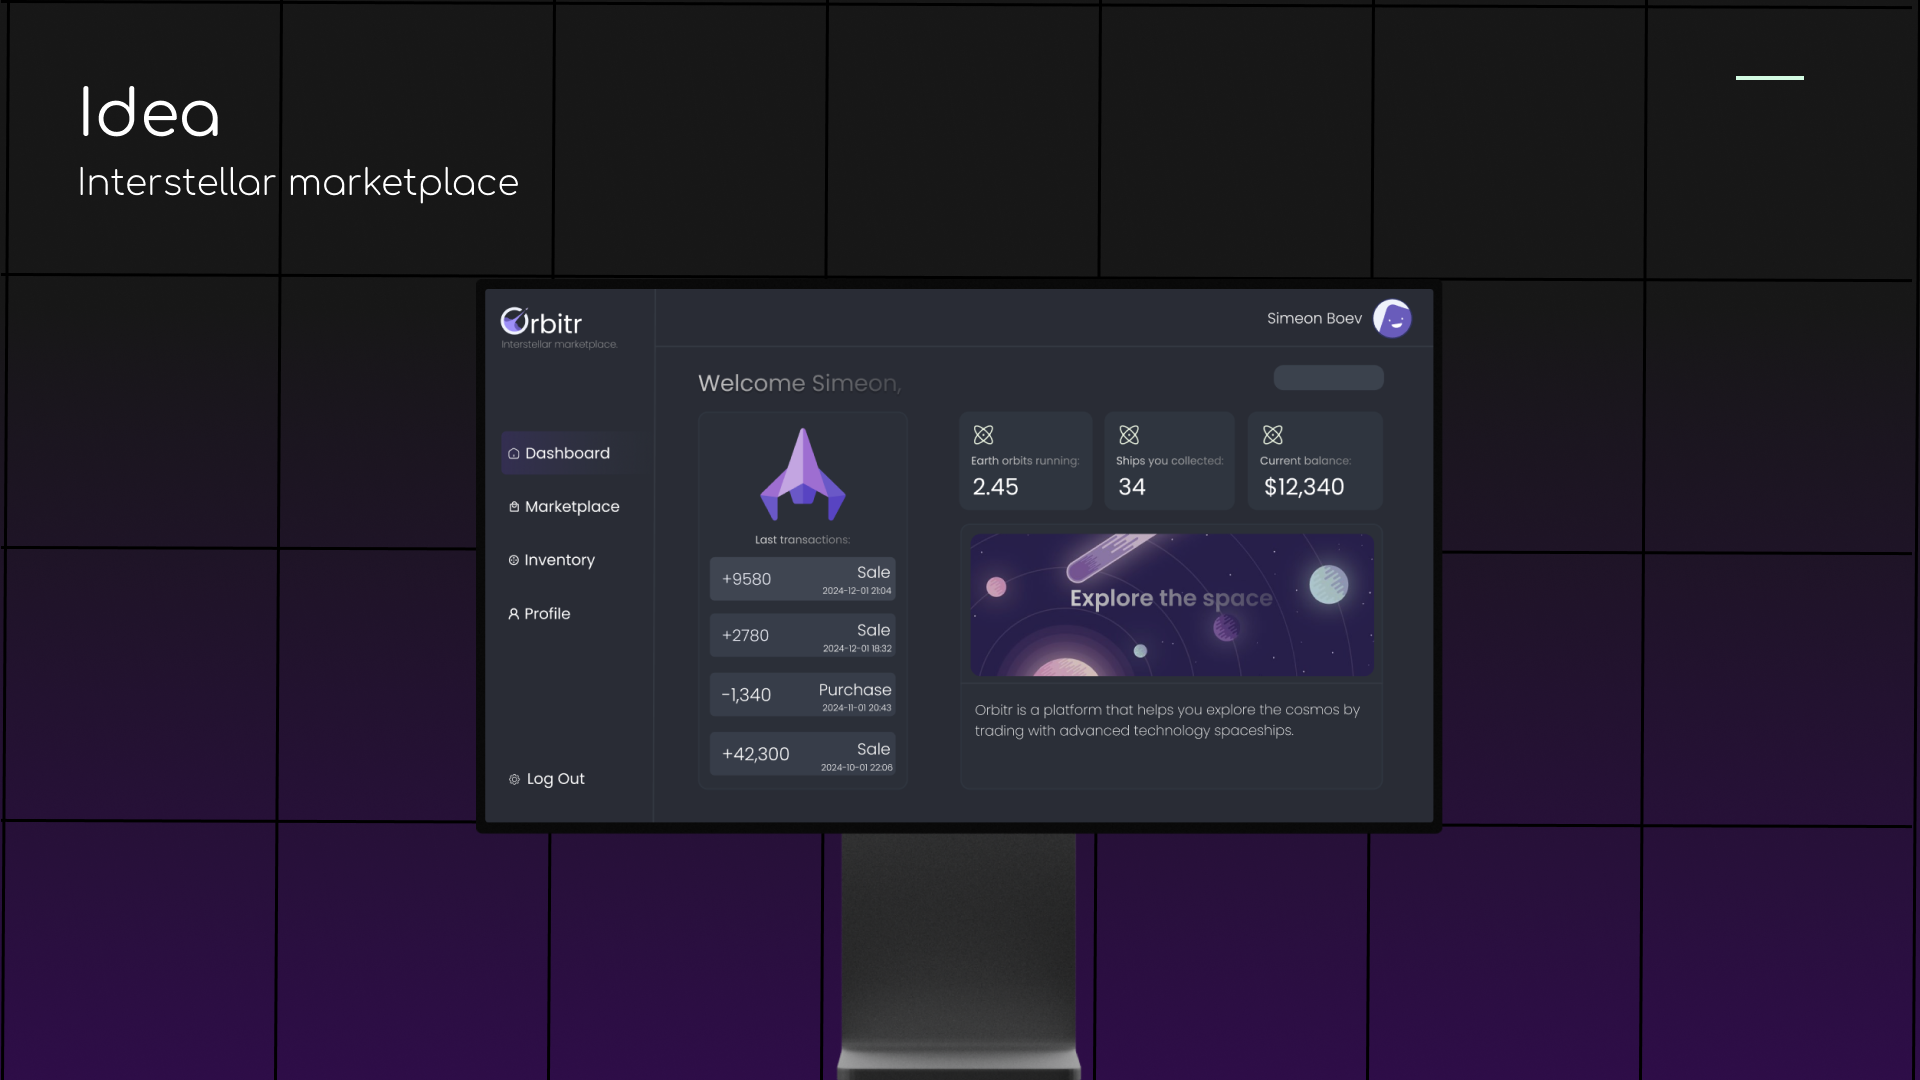 Idea
Interstellar marketplace
Orbitr
Interstellar marketplace.
Simeon Boev
Welcome Simeon,
Dashboard
Marketplace
Inventory
Profile
Log Out
Last transactions:
+9580
Sale
2024-12-01 21:04
+2780
Sale
2024-12-01 18:32
-1,340
Purchase
2024-11-01 20:43
+42,300
Sale
2024-10-01 22:06
Earth orbits running:
2.45
Ships you collected:
34
Current balance:
$12,340
Explore the space
Orbitr is a platform that helps you explore the cosmos by
trading with advanced technology spaceships.